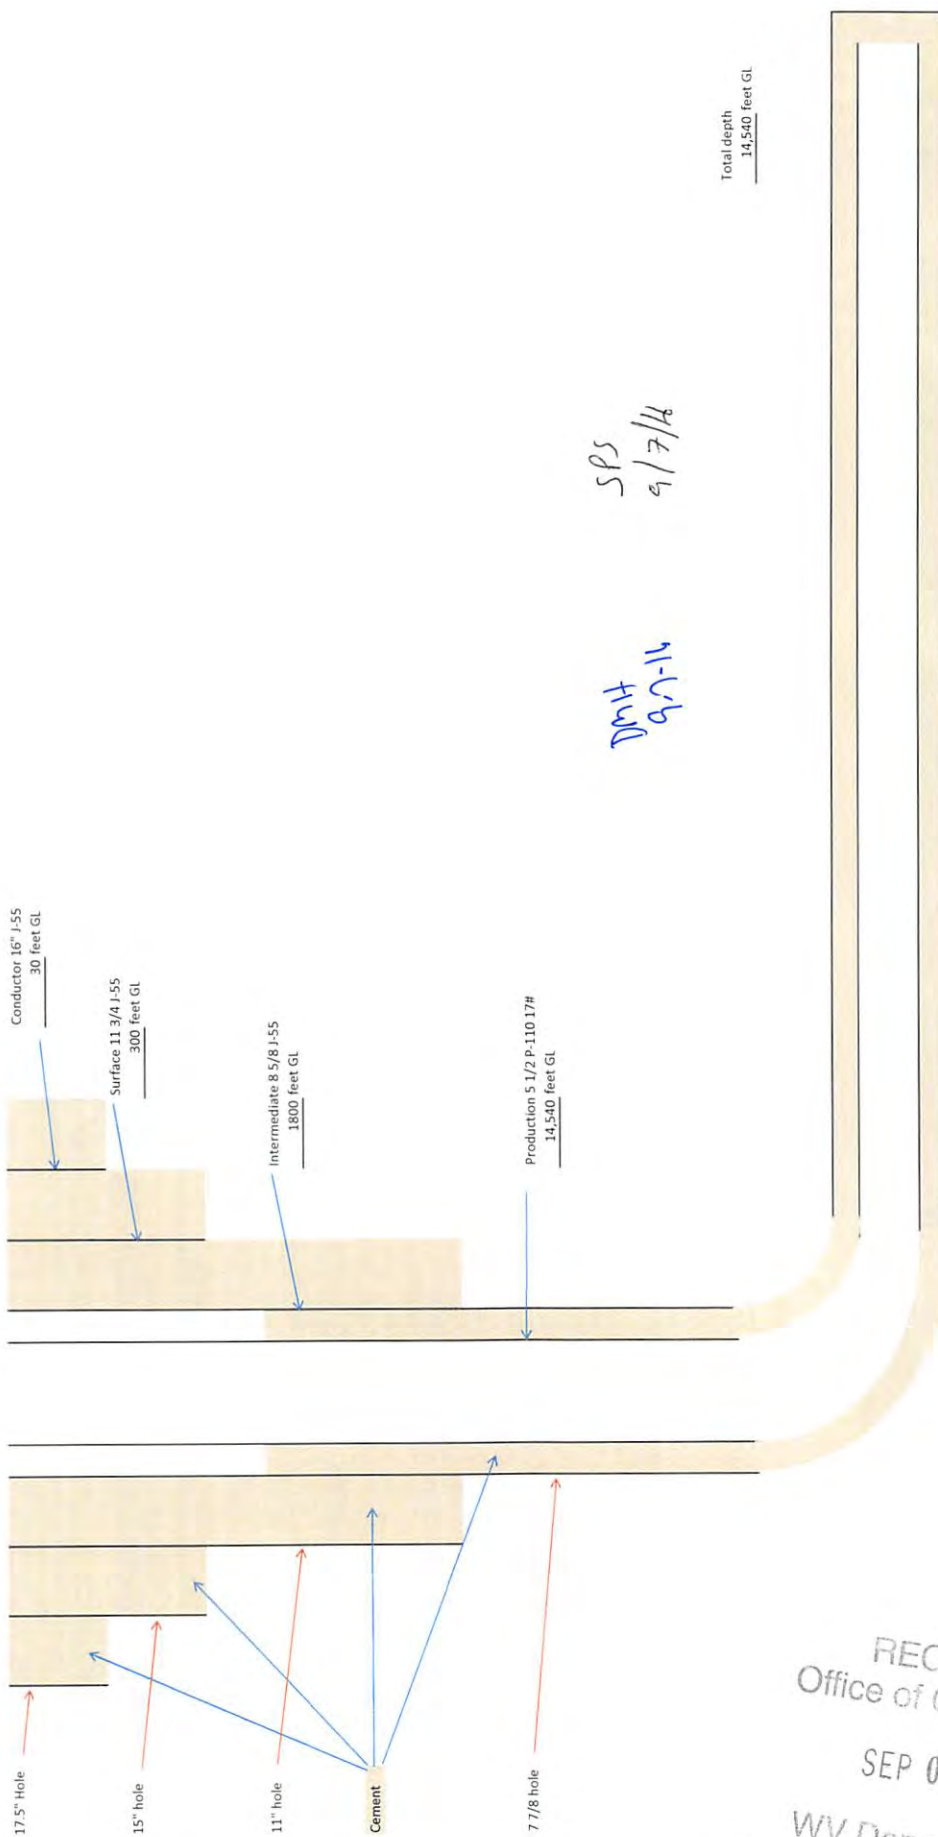 17.5" Hole
15" hole
11" hole
Cement
7 7/8 hole
Conductor 16" J-55
30 feet GL
Surface 11 3/4 J-55
300 feet GL
Intermediate 8 5/8 J-55
1800 feet GL
Production 5 1/2 P-110 17#
14,540 feet GL
Total depth
14,540 feet GL
DMH
9-7-16
SPS
9/7/16
REC
Office of
SEP 0